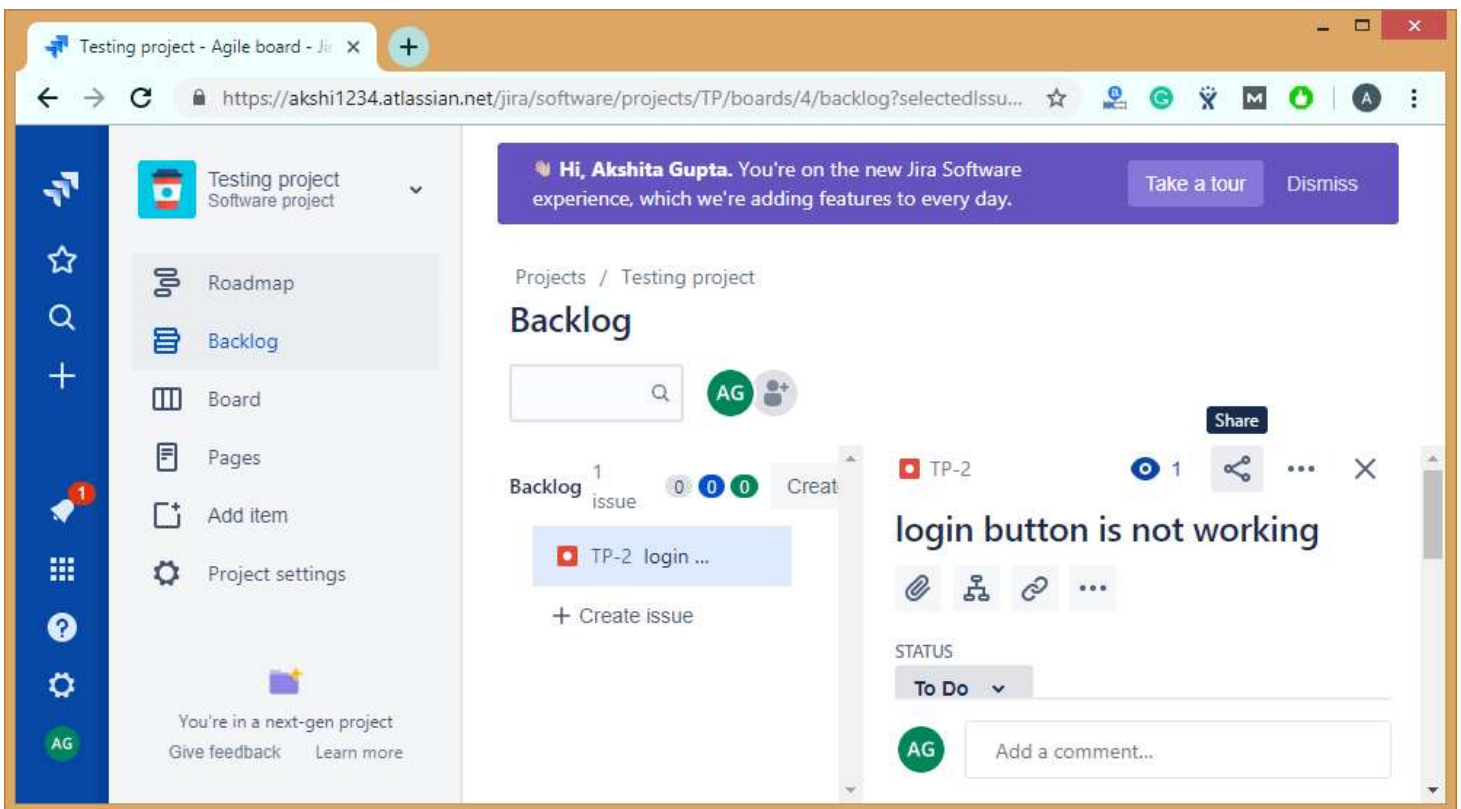 Testing project - Agile board - Ji
https://akshi1234.atlassian.net/jira/software/projects/TP/boards/4/backlog?selectedIssu...
A
Testing project
Software project
Hi, Akshita Gupta. You're on the new Jira Software
experience, which we're adding features to every day.
Take a tour
Dismiss
Roadmap
Backlog
Board
Pages
Add item
Project settings
You're in a next-gen project
Give feedback
Learn more
1
AG
Projects / Testing project
Backlog
AG
Backlog
1
issue
0 0 0
Creat
TP-2 login ...
+ Create issue
Share
TP-2
1
login button is not working
STATUS
To Do
AG
Add a comment...